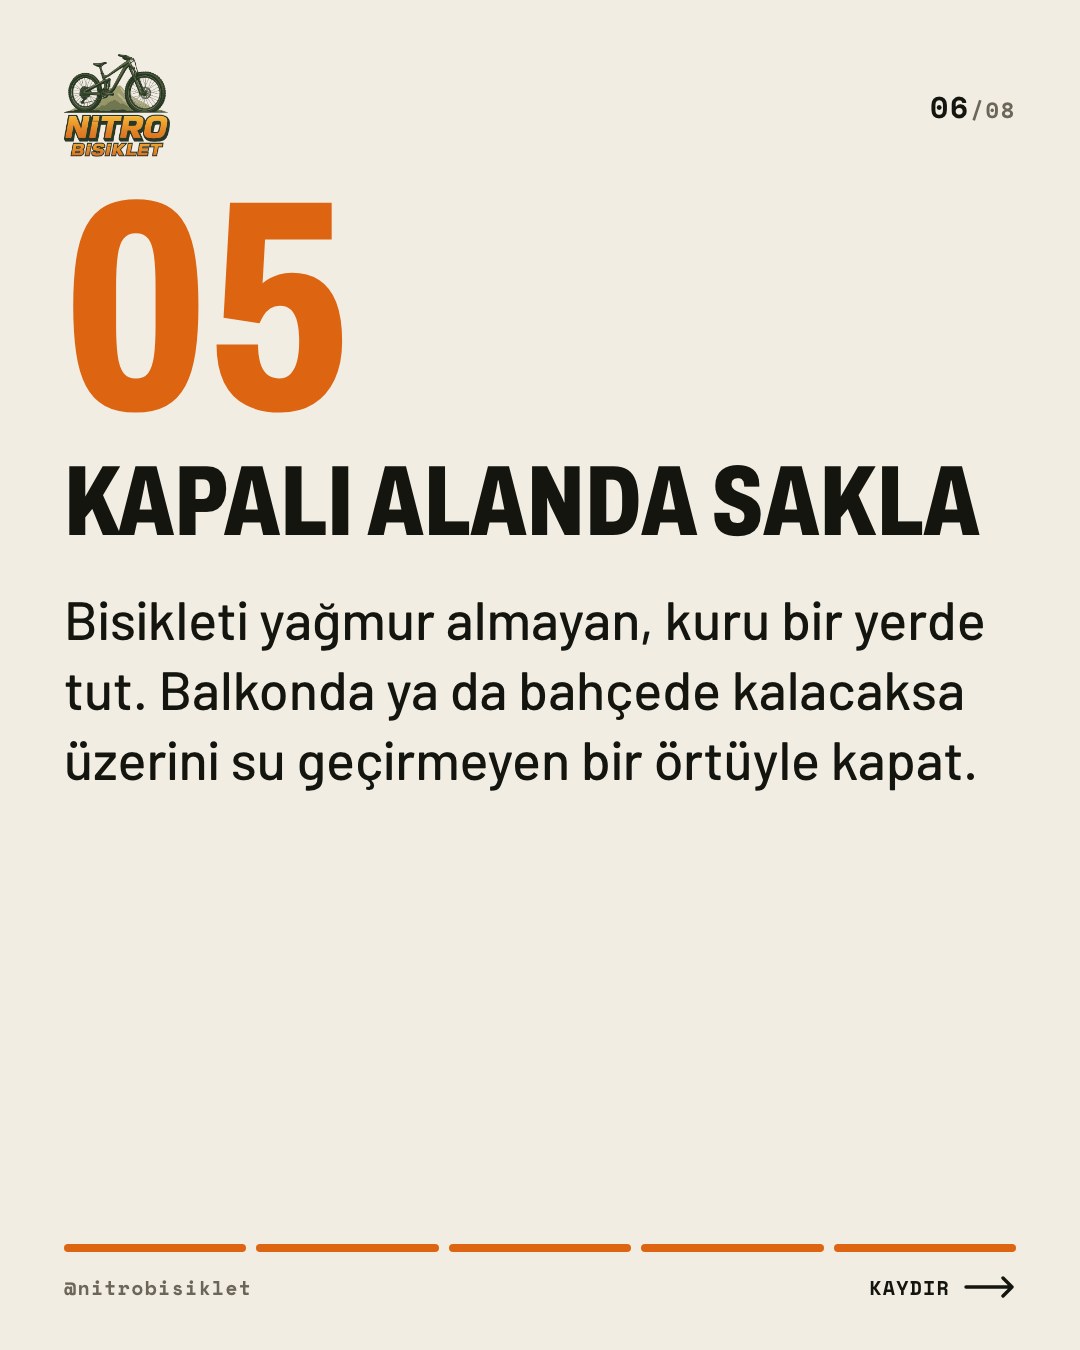 NiTRO
BISIKLET
06/08
05
KAPALI ALANDA SAKLA
Bisikleti yağmur almayan, kuru bir yerde
tut. Balkonda ya da bahçede kalacaksa
üzerini su geçirmeyen bir örtüyle kapat.
@nitrobisiklet
KAYDIR